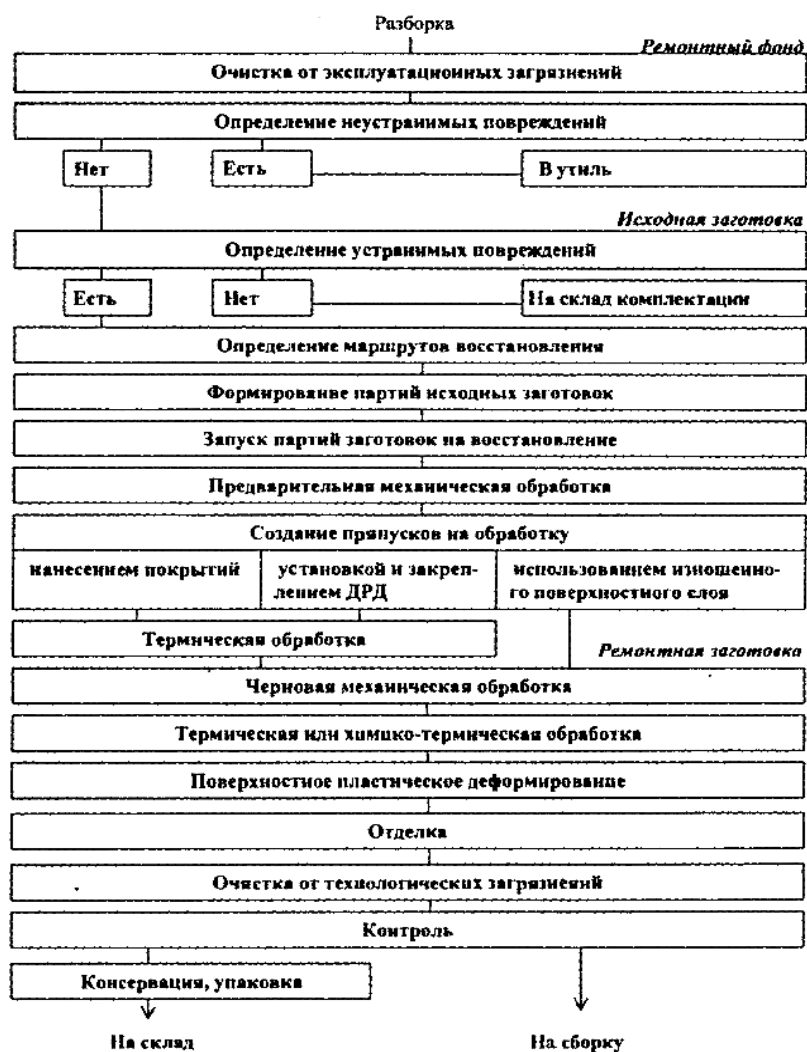 Разборка
Ремонтный фонд
Очистка от эксплуатационных загрязнений
Определение неустранимых повреждений
Нет
Есть
В утиль
Исходная заготовка
Определение устранимых повреждений
Есть
Нет
На склад комплектации
Определение маршрутов восстановления
Формирование партий исходных заготовок
Запуск партий заготовок на восстановление
Предварительная механическая обработка
Создание припусков на обработку
нанесением покрытий
установкой и закреп-
лением ДРД
использованием изношенно-
го поверхностного слоя
Термическая обработка
Ремонтная заготовка
Черновая механическая обработка
Термическая или химико-термическая обработка
Поверхностное пластическое деформирование
Отделка
Очистка от технологических загрязнений
Контроль
Консервация, упаковка
На склад
На сборку